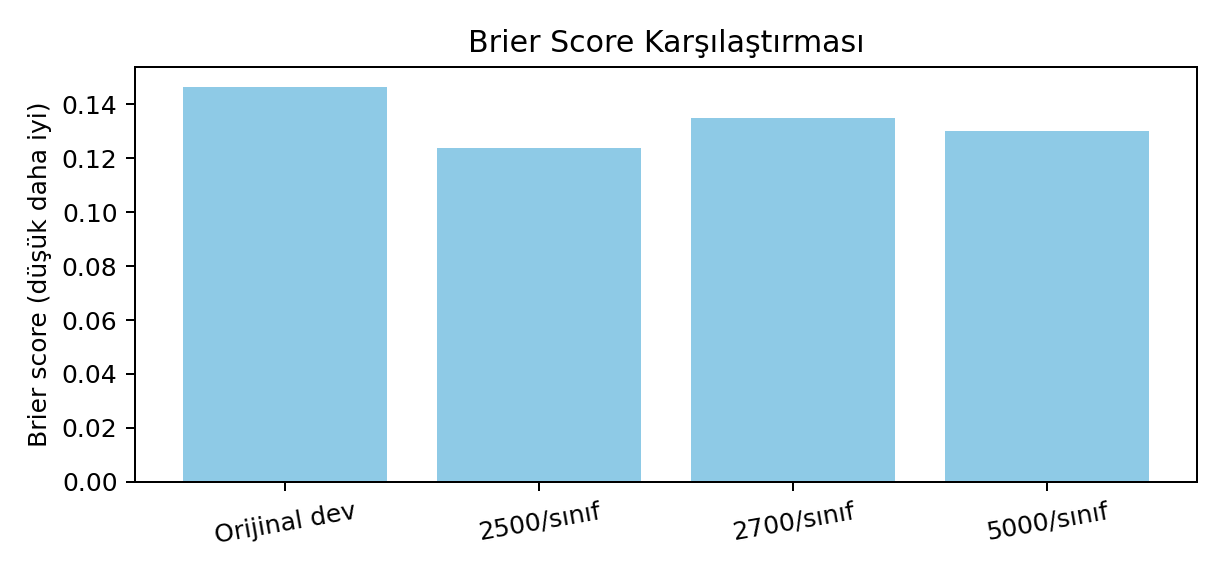 Brier Score Karşılaştırması
Brier score (düşük daha iyi)
0.14
0.12
0.10
0.08
0.06
0.04
0.02
0.00
Orijinal dev
2500/sınıf
2700/sınıf
5000/sınıf